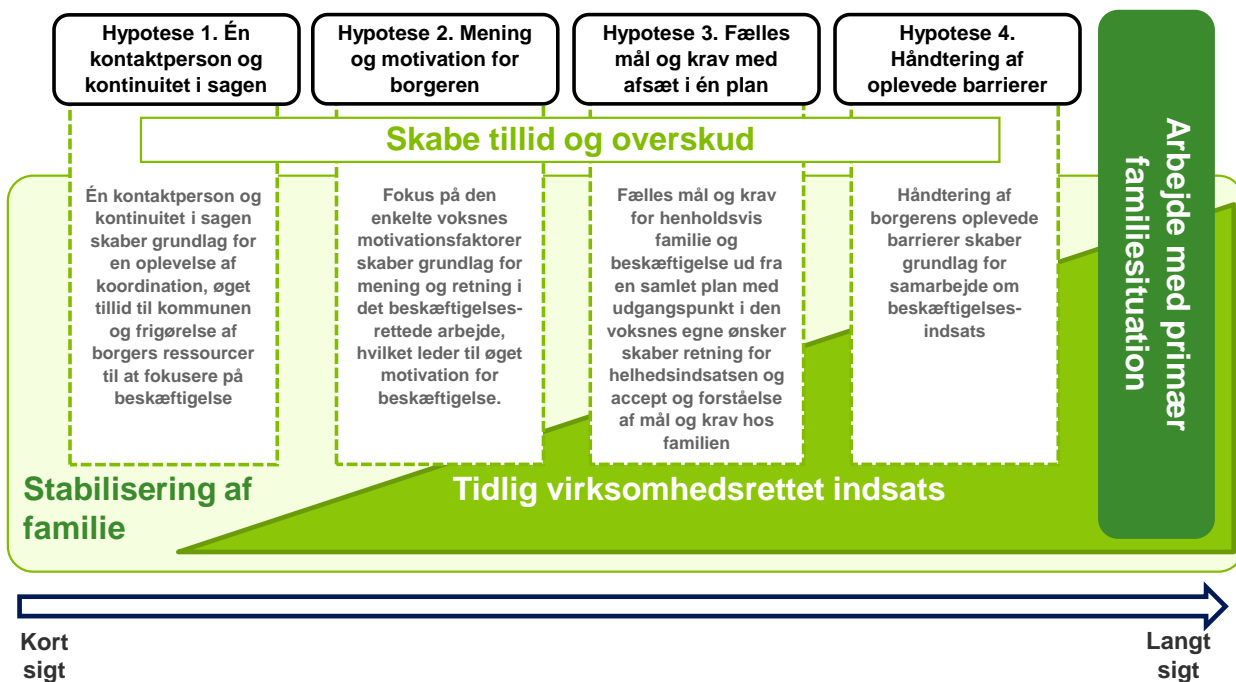 Hypotese 1. Én
kontaktperson og
kontinuitet i sagen
Hypotese 2. Mening
og motivation for
borgeren
Hypotese 3. Fælles
mål og krav med
afsæt i én plan
Hypotese 4.
Håndtering af
oplevede barrierer
Skabe tillid og overskud
Én kontaktperson og
kontinuitet i sagen
skaber grundlag for
en oplevelse af
koordination, øget
tillid til kommunen
og frigørelse af
borgers ressourcer
til at fokusere på
beskæftigelse
Fokus på den
enkelte voksnes
motivationsfaktorer
skaber grundlag for
mening og retning i
det beskæftigelses-
rettede arbejde,
hvilket leder til øget
motivation for
beskæftigelse.
Fælles mål og krav
for henholdsvis
familie og
beskæftigelse ud fra
en samlet plan med
udgangspunkt i den
voksnes egne ønsker
skaber retning for
helhedsindsatsen og
accept og forståelse
af mål og krav hos
familien
Håndtering af
borgerens oplevede
barrierer skaber
grundlag for
samarbejde om
beskæftigelses-
indsats
Arbejde med primær
familiesituation
Stabilisering af
familie
Tidlig virksomhedsrettet indsats
Kort
sigt
Langt
sigt